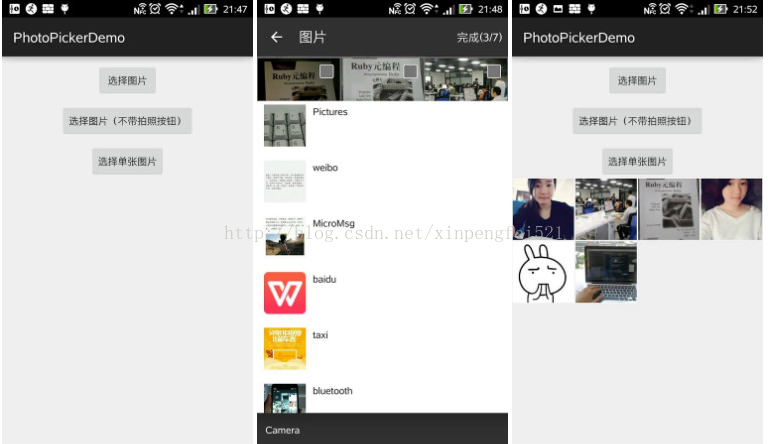 21:47
PhotoPickerDemo
选择图片
选择图片（不带拍照按钮）
选择单张图片
21:48
图片
完成(3/7)
Ruby元编程
Ruby元编程
Pictures
weibo
MicroMsg
baidu
taxi
bluetooth
Camera
21:52
PhotoPickerDemo
选择图片
选择图片（不带拍照按钮）
选择单张图片
Ruby元编程
http://blog.csdn.net/xinpengfei521